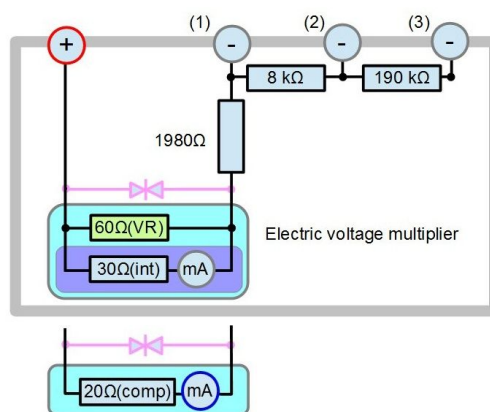 (1)
(2)
(3)
+
-
-
-
8 kΩ
190 kΩ
1980Ω
60Ω(VR)
Electric voltage multiplier
30Ω(int)
mA
20Ω(comp)
mA